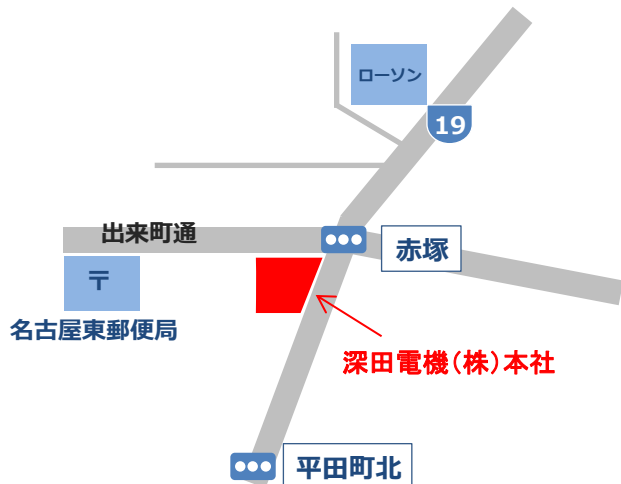 ローソン
19
出来町通
赤塚
〒
名古屋東郵便局
深田電機(株)本社
平田町北